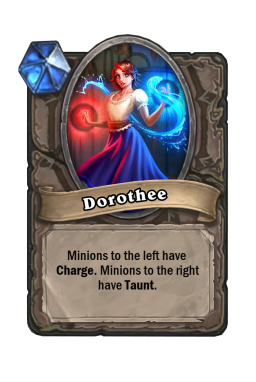 Dorothee
Minions to the left have
Charge. Minions to the right
have Taunt.